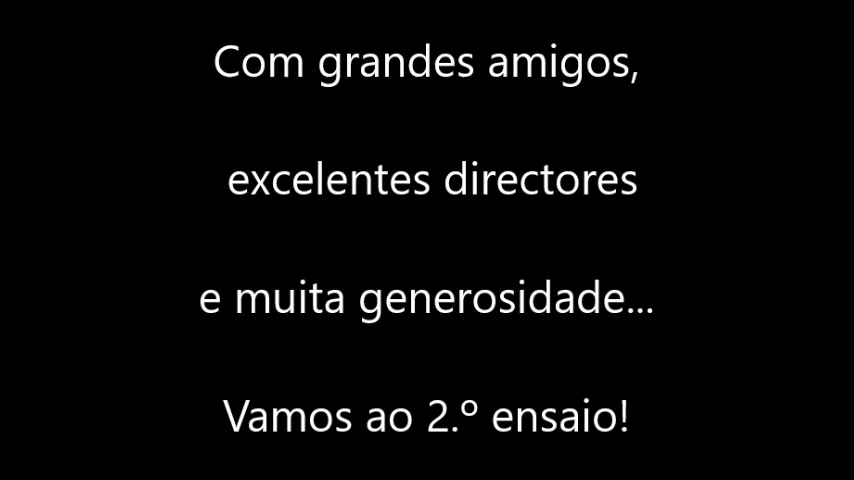 Com grandes amigos,
excelentes directores
e muita generosidade...
Vamos ao 2.º ensaio!